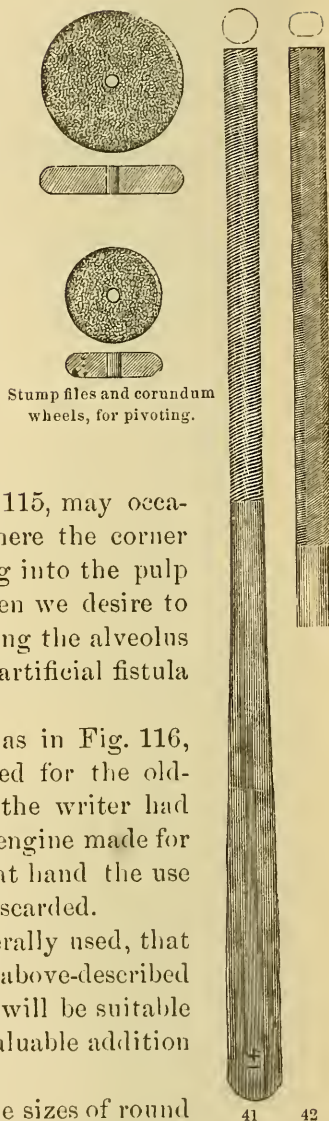 Stump files and corundum
wheels, for pivoting.
115, may occa-
here the corner
g into the pulp
en we desire to
ng the alveolus
artificial fistula
as in Fig. 116,
ed for the old-
the writer had
engine made for
at hand the use
scarded.
erally used, that
above-described
will be suitable
aluable addition
e sizes of round
41
41 42